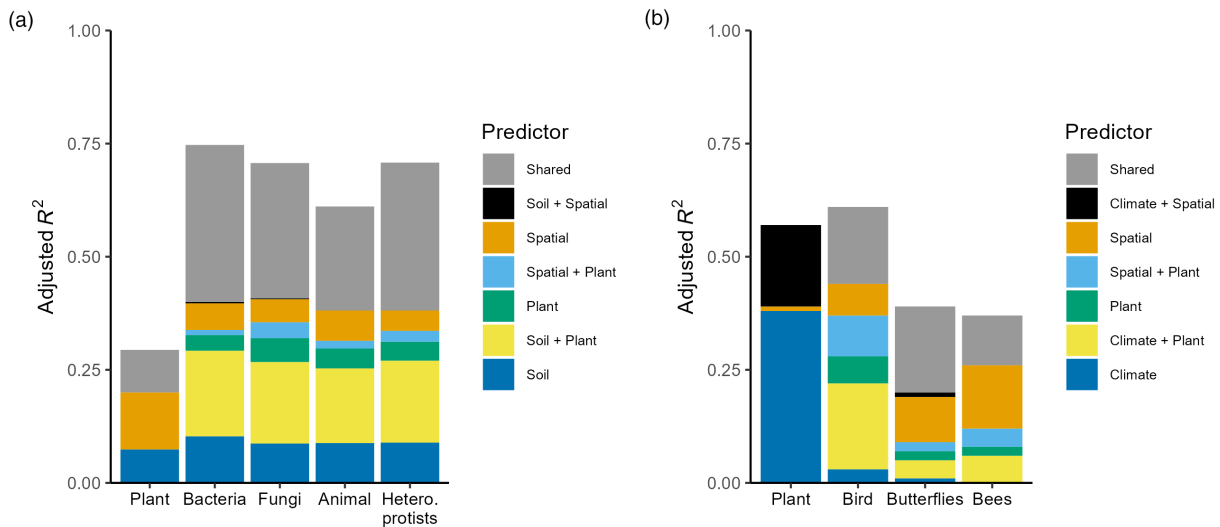 (a)
1.00
0.75
0.50
0.25
0.00
Adjusted R²
Plant
Bacteria
Fungi
Animal
Hetero.
protists
Predictor
Shared
Soil + Spatial
Spatial
Spatial + Plant
Plant
Soil + Plant
Soil
(b)
1.00
0.75
0.50
0.25
0.00
Adjusted R²
Plant
Bird
Butterflies
Bees
Predictor
Shared
Climate + Spatial
Spatial
Spatial + Plant
Plant
Climate + Plant
Climate